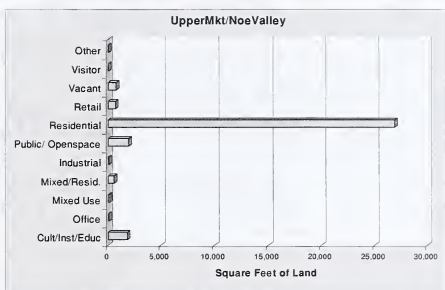 UpperMkt/NoeValley
Other
Visitor
Vacant
Retail
Residential
Public/ Openspace
Industrial
Mixed/Resid.
Mixed Use
Office
Cult/Inst/Educ
0 5,000 10,000 15,000 20,000 25,000 30,000
Square Feet of Land